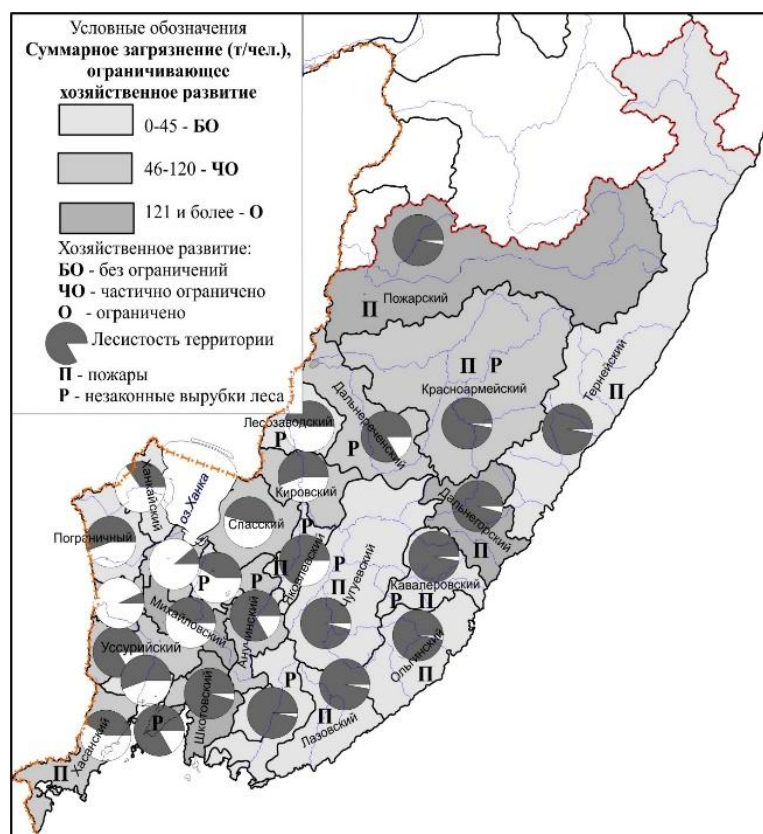 Условные обозначения
Суммарное загрязнение (т/чел.),
ограничивающее
хозяйственное развитие
0-45 - БО
46-120 - ЧО
121 и более - О
Хозяйственное развитие:
БО - без ограничений
ЧО - частично ограничено
О - ограничено
Лесистость территории
П - пожары
Р - незаконные вырубки леса
П Пожарский
П Р
Красноармейский
Тернейский
П
Лесозаводский
Р
Дальнереченский
Р
Ханкайский
оз.Ханка
Кировский
Спасский
Дальнегорский
П
Пограничный
Р
П
Яковлевский
Р
П
Чугуевский
Кавалеровский
Р П
Р
Р
Михайловский
Анучинский
Ольгинский
П
Уссурийский
Шкотовский
Р
П
Лазовский
Р
Хасанский
П